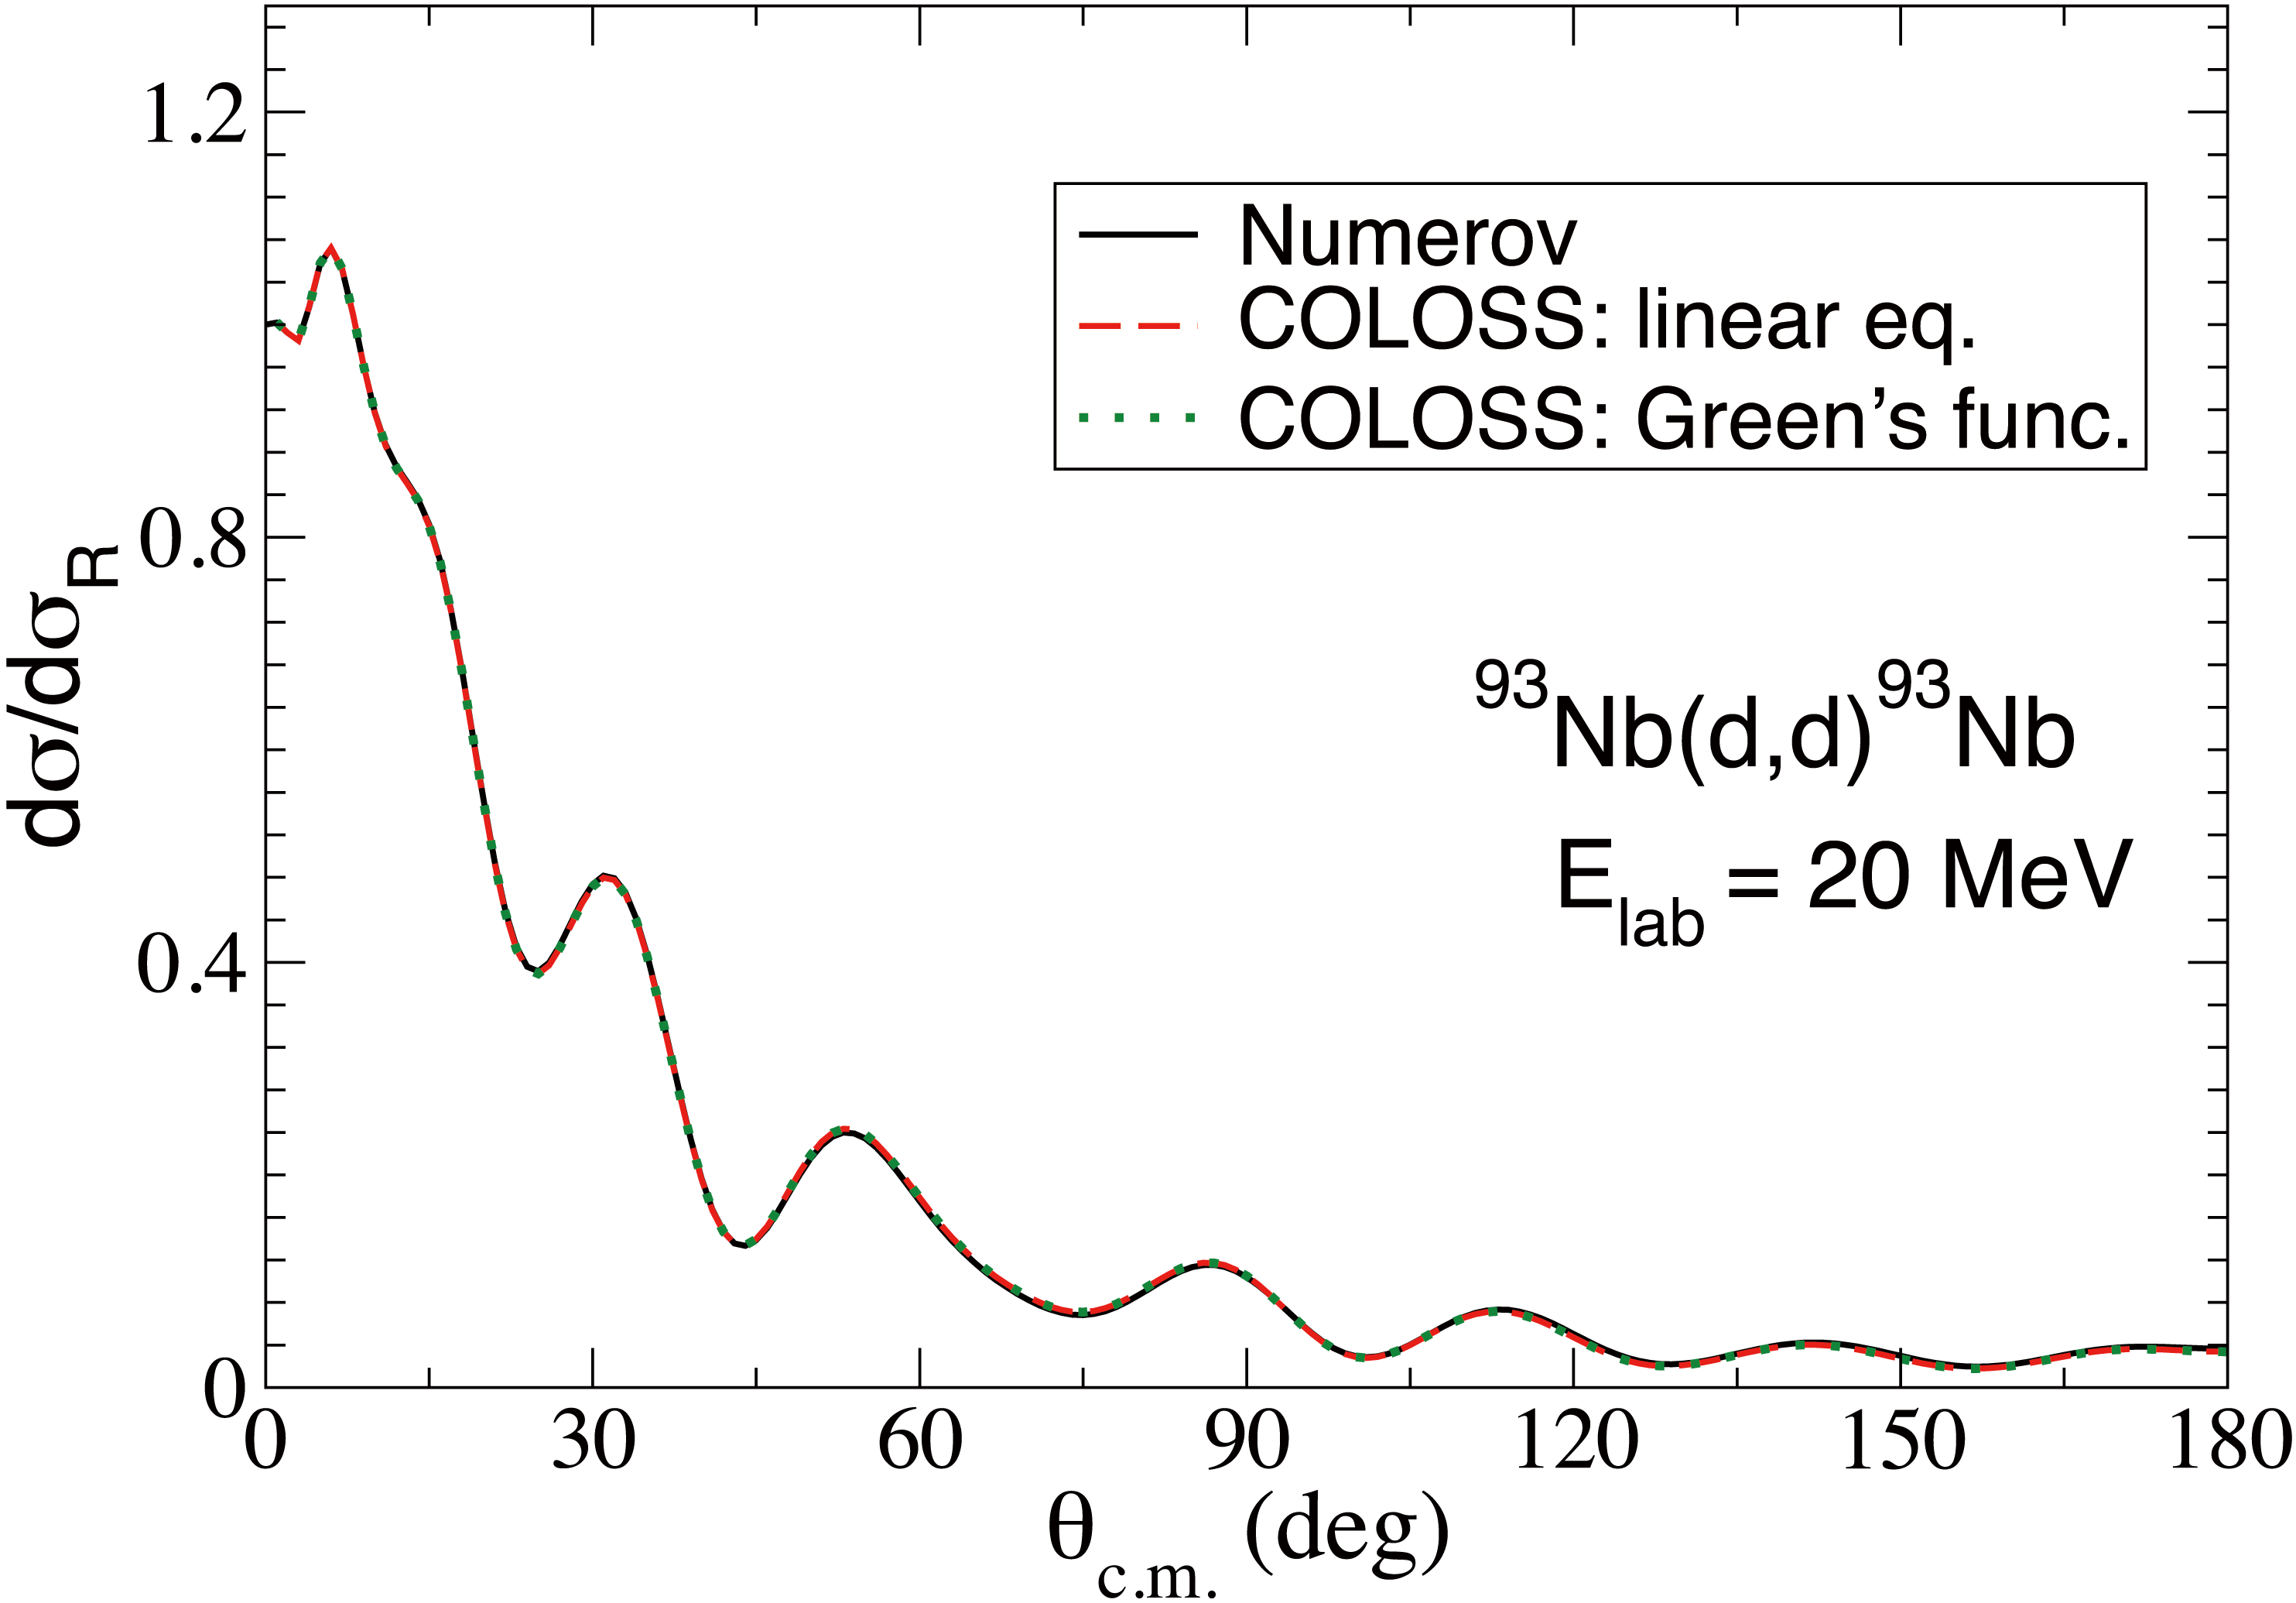 1.2
0.8
0.4
0
dσ/dσR
Numerov
COLOSS: linear eq.
COLOSS: Green’s func.
93Nb(d,d)93Nb
Elab = 20 MeV
0 30 60 90 120 150 180
θc.m. (deg)